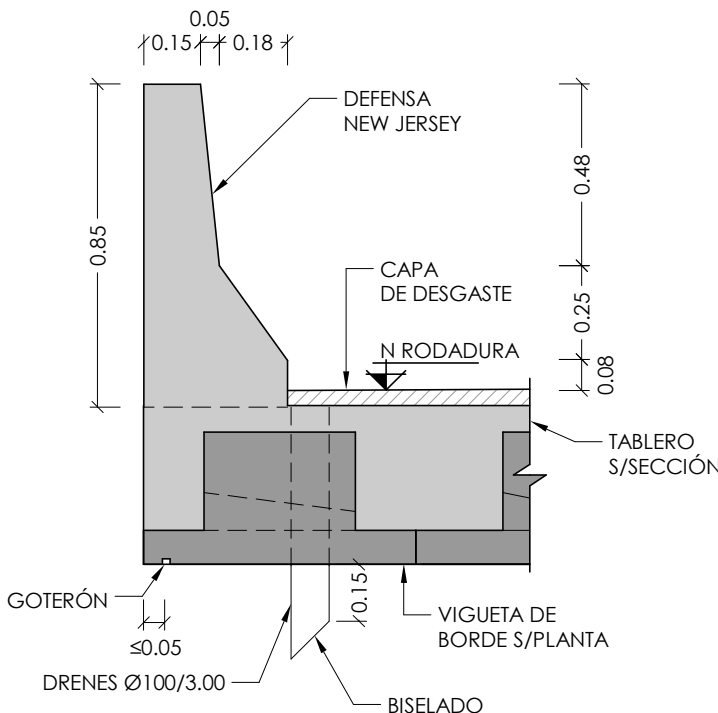 0.05
0.15
0.18
DEFENSA
NEW JERSEY
0.48
0.85
CAPA
DE DESGASTE
0.25
N RODADURA
0.08
TABLERO
S/SECCIÓN
0.15
GOTERÓN
≤0.05
VIGUETA DE
BORDE S/PLANTA
DRENES Ø100/3.00
BISELADO